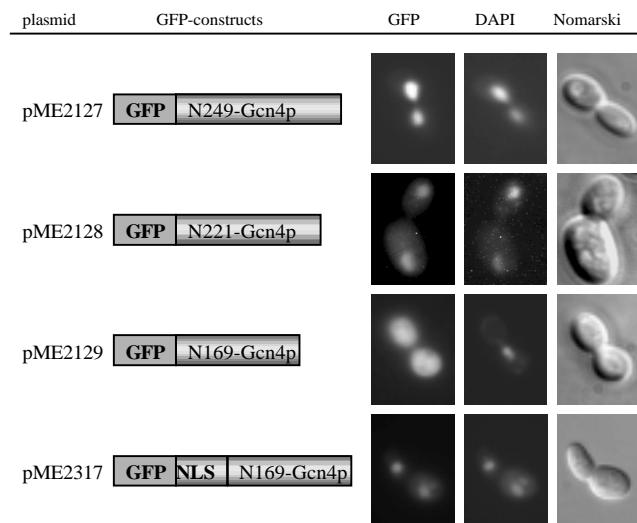 plasmid GFP-constructs GFP DAPI Nomarski
pME2127 GFP N249-Gcn4p
pME2128 GFP N221-Gcn4p
pME2129 GFP N169-Gcn4p
pME2317 GFP NLS N169-Gcn4p